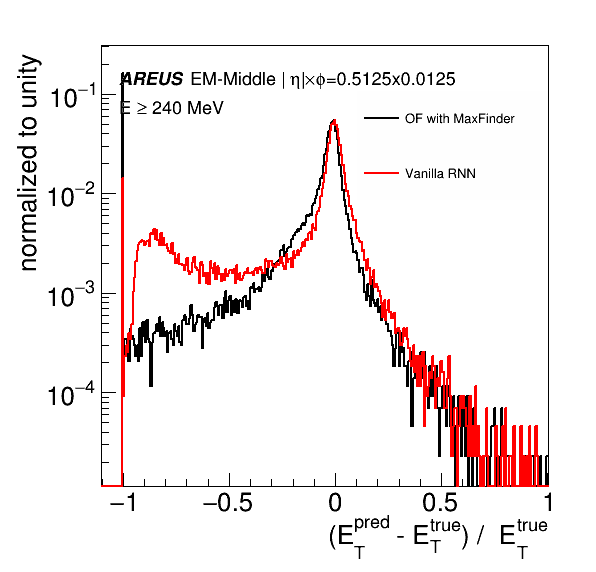 normalized to unity
AREUS EM-Middle | η|×ϕ=0.5125x0.0125
E ≥ 240 MeV
OF with MaxFinder
Vanilla RNN
10⁻¹
10⁻²
10⁻³
10⁻⁴
−1 −0.5 0 0.5 1
(E_T^pred - E_T^true) / E_T^true